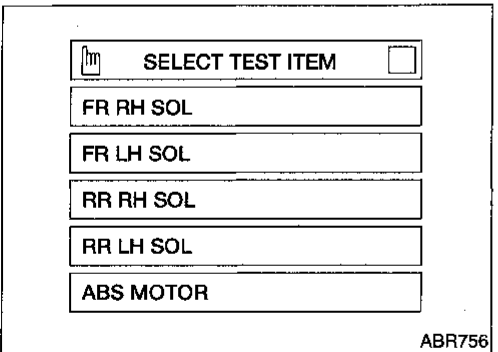 SELECT TEST ITEM
FR RH SOL
FR LH SOL
RR RH SOL
RR LH SOL
ABS MOTOR
ABR756